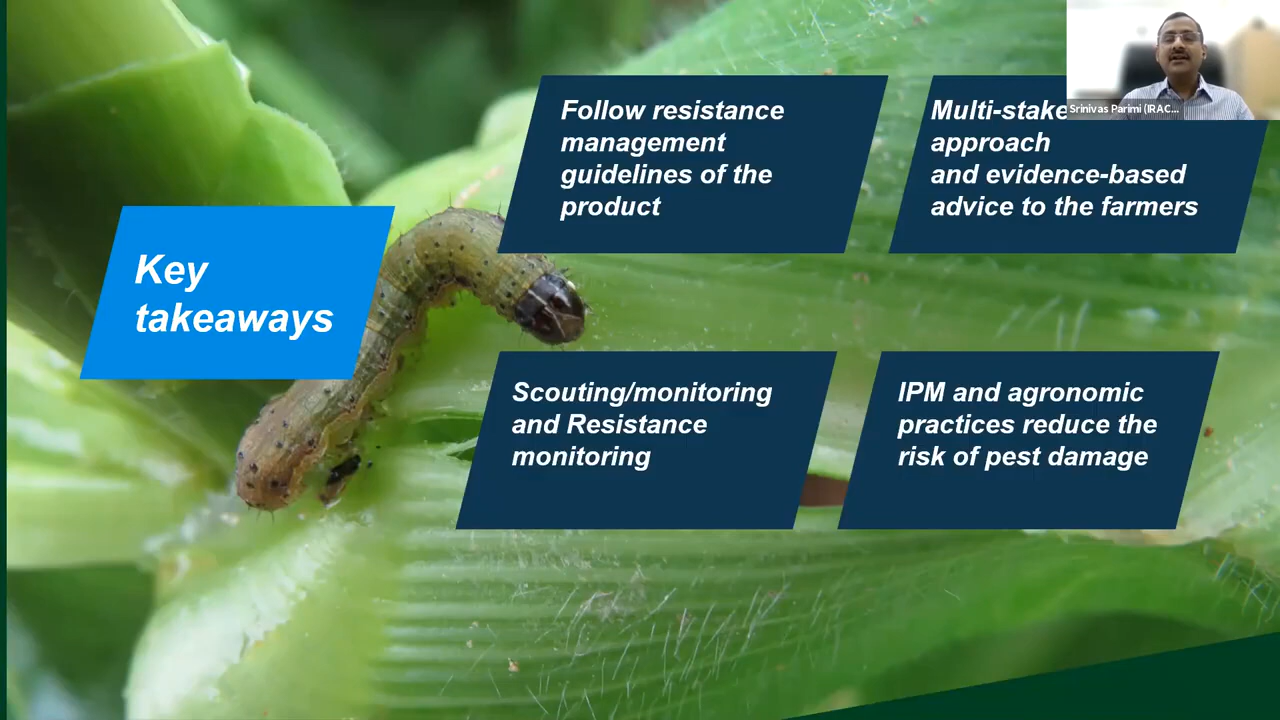 Key
takeaways
Follow resistance
management
guidelines of the
product
Multi-stake
approach
and evidence-based
advice to the farmers
Srinivas Parimi (IRAC...
Scouting/monitoring
and Resistance
monitoring
IPM and agronomic
practices reduce the
risk of pest damage